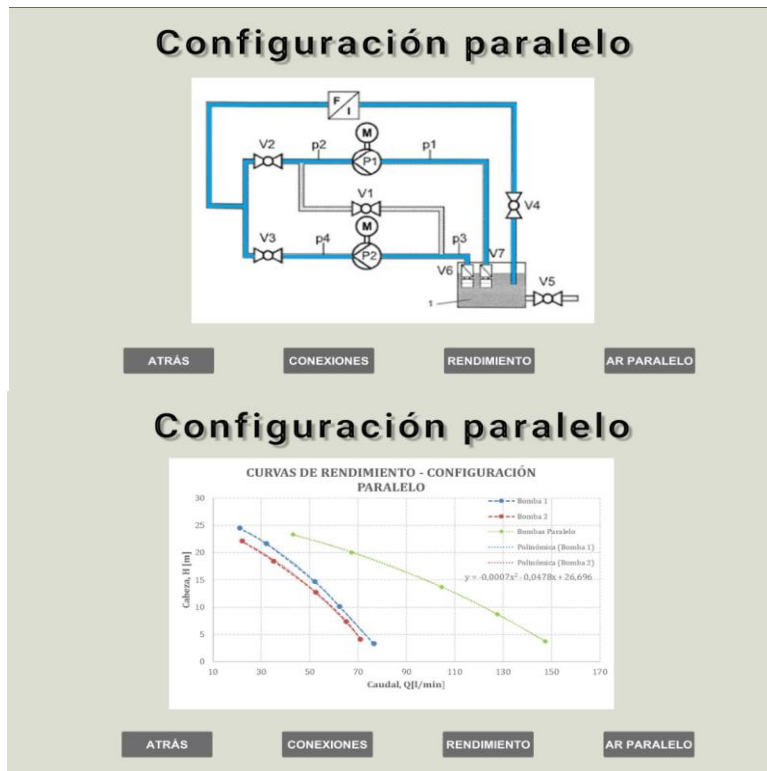 Configuración paralelo
F
I
M
V2
p2
P1
p1
V1
V4
M
V3
p4
P2
p3
V7
V6
V5
1
ATRÁS
CONEXIONES
RENDIMIENTO
AR PARALELO
Configuración paralelo
CURVAS DE RENDIMIENTO - CONFIGURACIÓN
PARALELO
Cabeza, H [m]
30
25
20
15
10
5
0
Bomba 1
Bomba 2
Bombas Paralelo
Polinómica (Bomba 1)
Polinómica (Bomba 2)
y = -0,0007x² - 0,0478x + 26,696
10 30 50 70 90 110 130 150 170
Caudal, Q[l/min]
ATRÁS
CONEXIONES
RENDIMIENTO
AR PARALELO